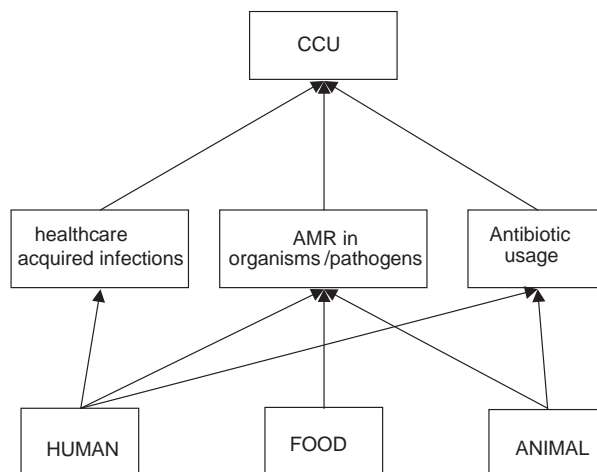 CCU
healthcare
acquired infections
AMR in
organisms/pathogens
Antibiotic
usage
HUMAN
FOOD
ANIMAL